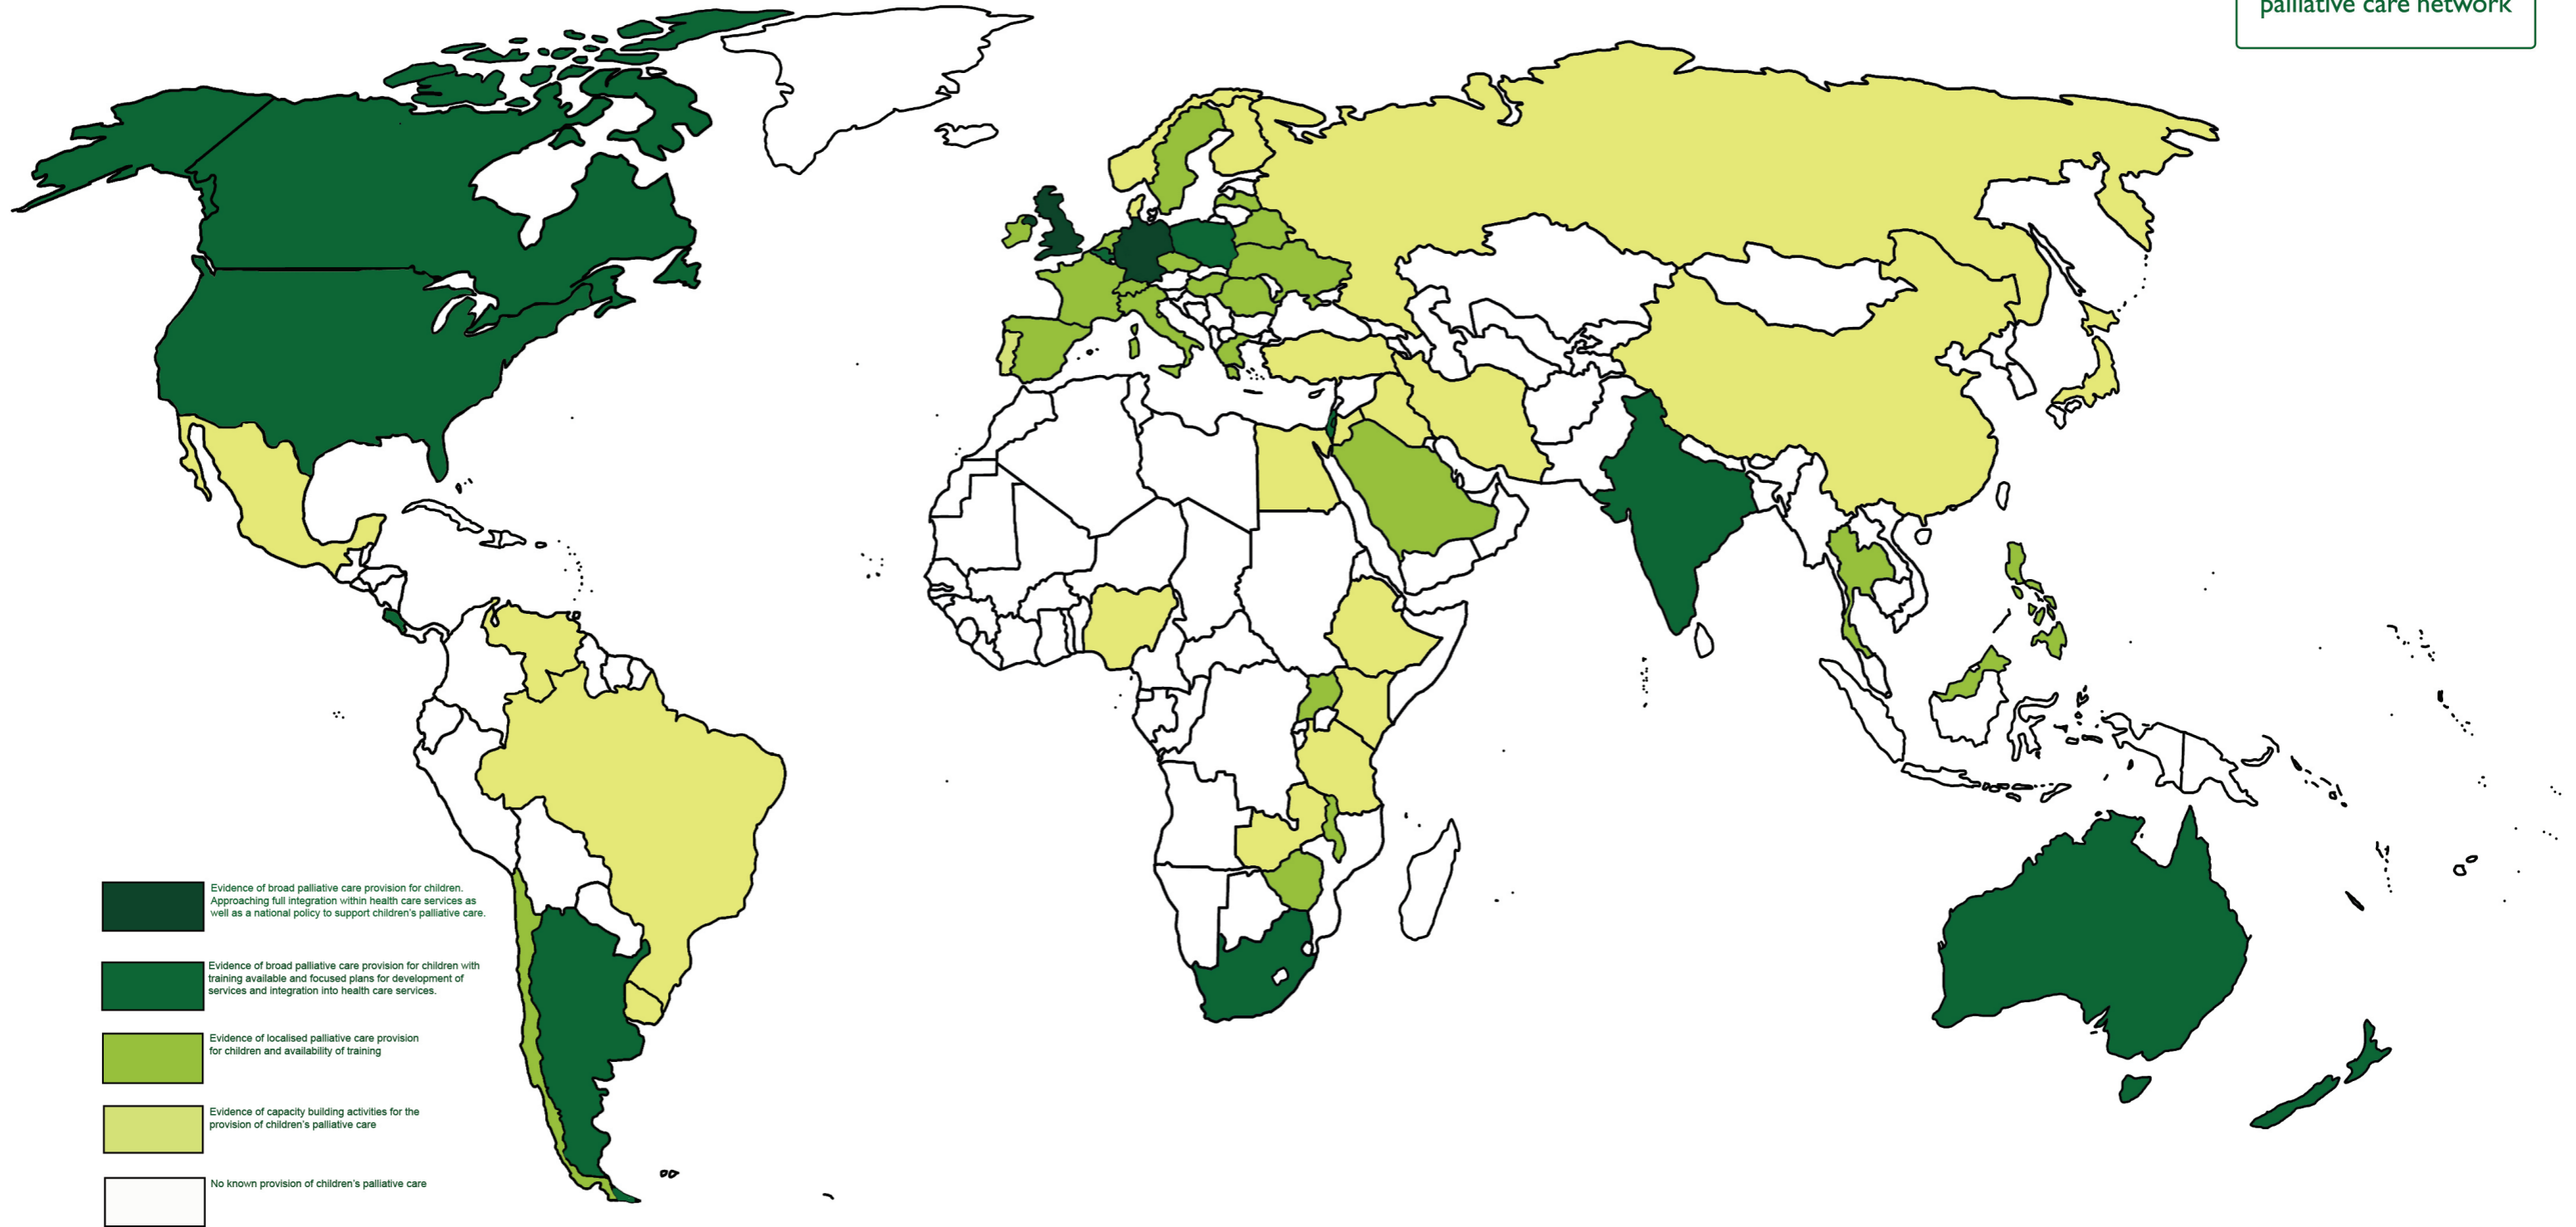 palliative care network
Evidence of broad palliative care provision for children.
Approaching full integration within health care services as
well as a national policy to support children's palliative care.
Evidence of broad palliative care provision for children with
training available and focused plans for development of
services and integration into health care services.
Evidence of localised palliative care provision
for children and availability of training
Evidence of capacity building activities for the
provision of children's palliative care
No known provision of children's palliative care